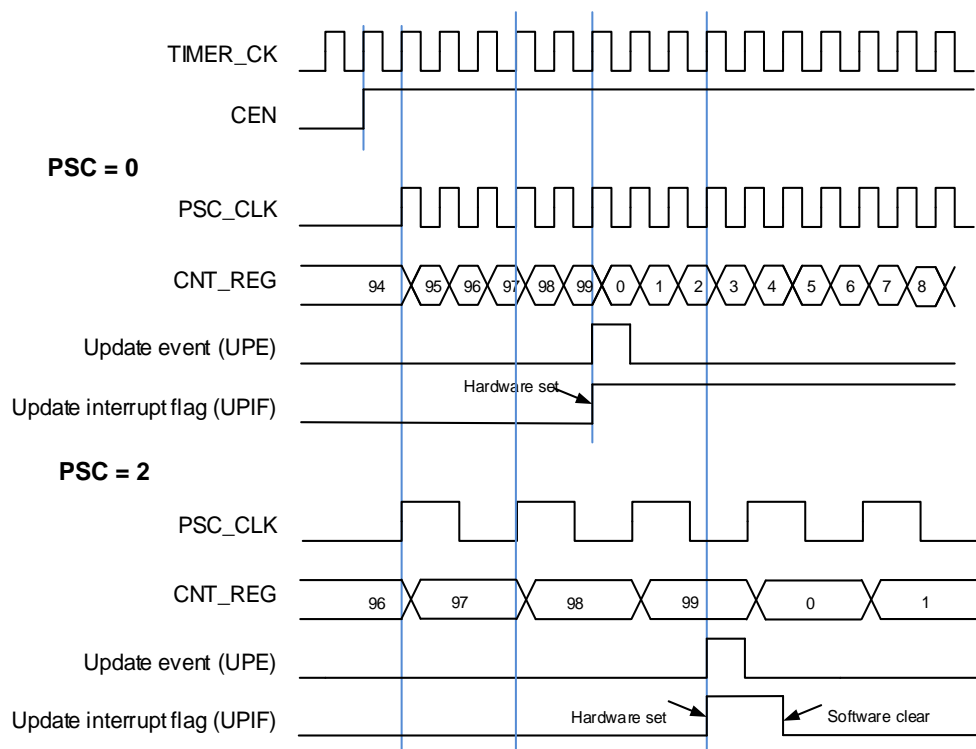 TIMER_CK
CEN
PSC = 0
PSC_CLK
CNT_REG 94 95 96 97 98 99 0 1 2 3 4 5 6 7 8
Update event (UPE)
Hardware set
Update interrupt flag (UPIF)
PSC = 2
PSC_CLK
CNT_REG 96 97 98 99 0 1
Update event (UPE)
Update interrupt flag (UPIF) Hardware set Software clear